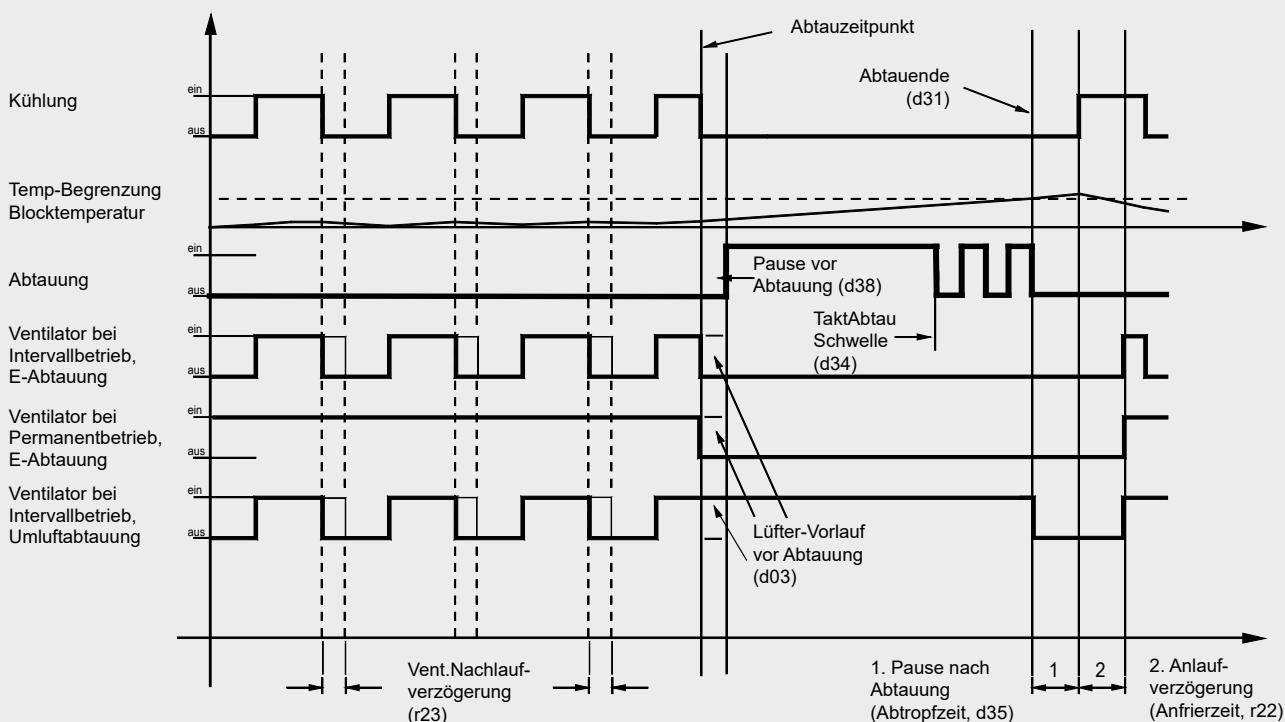 Abtauzeitpunkt
Abtauende
(d31)
Kühlung
ein
aus
Temp-Begrenzung
Blocktemperatur
Abtauung
ein
aus
Pause vor
Abtauung (d38)
TaktAbtau
Schwelle
(d34)
Ventilator bei
Intervallbetrieb,
E-Abtauung
ein
aus
Ventilator bei
Permanentbetrieb,
E-Abtauung
ein
aus
Ventilator bei
Intervallbetrieb,
Umluftabtauung
ein
aus
Lüfter-Vorlauf
vor Abtauung
(d03)
Vent.Nachlauf-
verzögerung
(r23)
1. Pause nach
Abtauung
(Abtropfzeit, d35)
1
2
2. Anlauf-
verzögerung
(Anfrierzeit, r22)